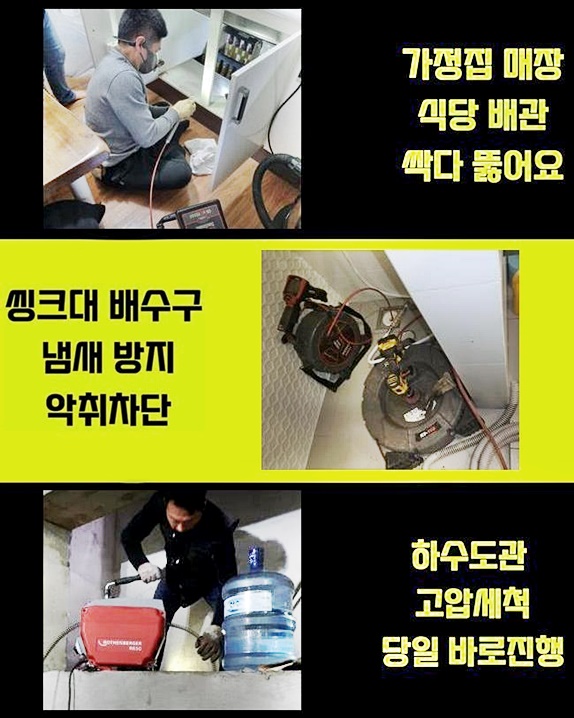 가정집 매장
식당 배관
싹다 뚫어요
씽크대 배수구
냄새 방지
악취차단
ROTHENBERGER
R650
하수도관
고압세척
당일 바로진행